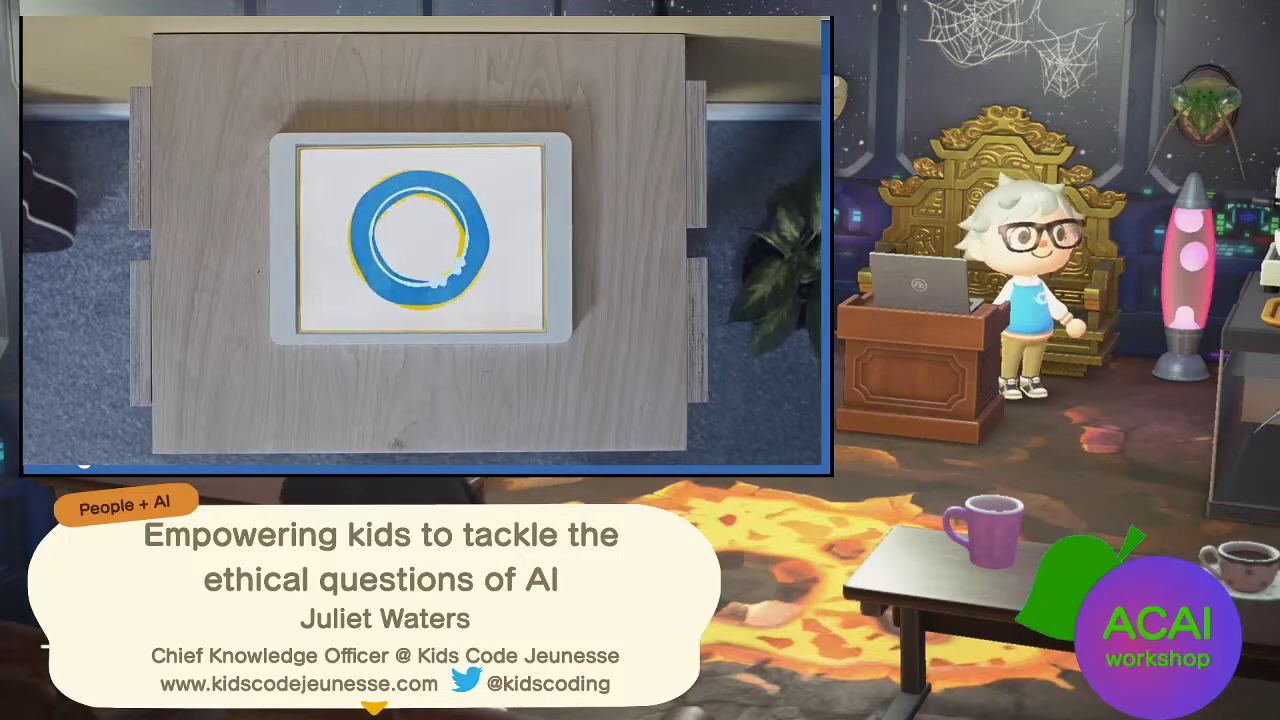 People + AI
Empowering kids to tackle the
ethical questions of AI
Juliet Waters
Chief Knowledge Officer @ Kids Code Jeunesse
www.kidscodejeunesse.com @kidscoding
ACAI
workshop